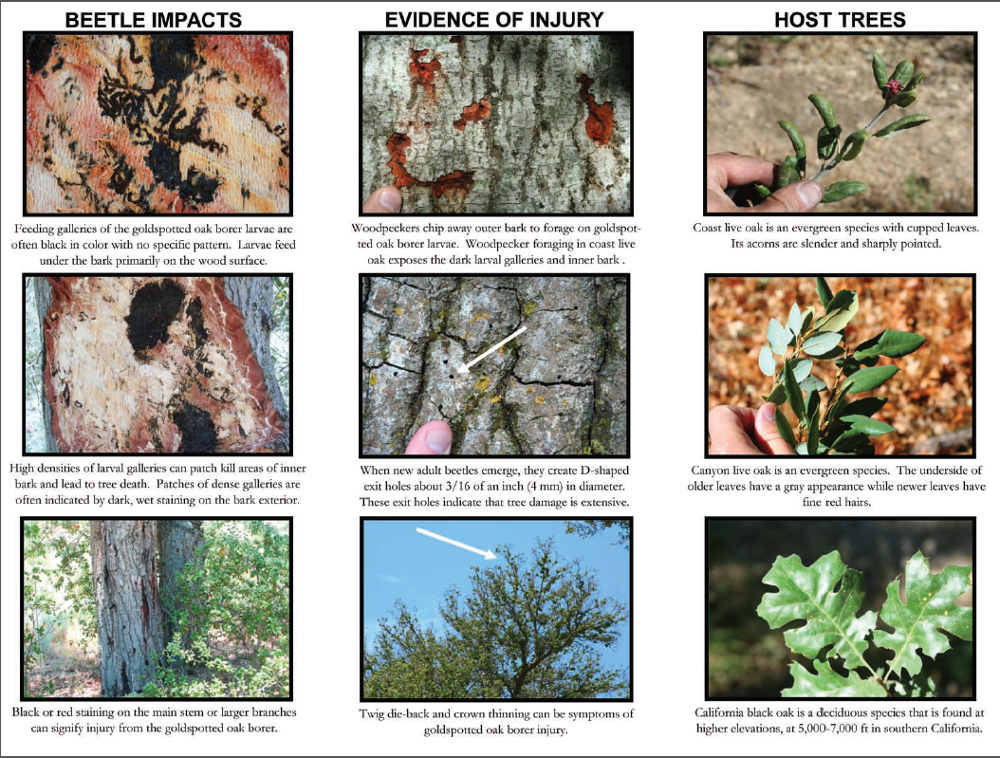 BEETLE IMPACTS
Feeding galleries of the goldspotted oak borer larvae are
often black in color with no specific pattern. Larvae feed
under the bark primarily on the wood surface.
High densities of larval galleries can patch kill areas of inner
bark and lead to tree death. Patches of dense galleries are
often indicated by dark, wet staining on the bark exterior.
Black or red staining on the main stem or larger branches
can signify injury from the goldspotted oak borer.
EVIDENCE OF INJURY
Woodpeckers chip away outer bark to forage on goldspot-
ted oak borer larvae. Woodpecker foraging in coast live
oak exposes the dark larval galleries and inner bark .
When new adult beetles emerge, they create D-shaped
exit holes about 3/16 of an inch (4 mm) in diameter.
These exit holes indicate that tree damage is extensive.
Twig die-back and crown thinning can be symptoms of
goldspotted oak borer injury.
HOST TREES
Coast live oak is an evergreen species with cupped leaves.
Its acorns are slender and sharply pointed.
Canyon live oak is an evergreen species. The underside of
older leaves have a gray appearance while newer leaves have
fine red hairs.
California black oak is a deciduous species that is found at
higher elevations, at 5,000-7,000 ft in southern California.